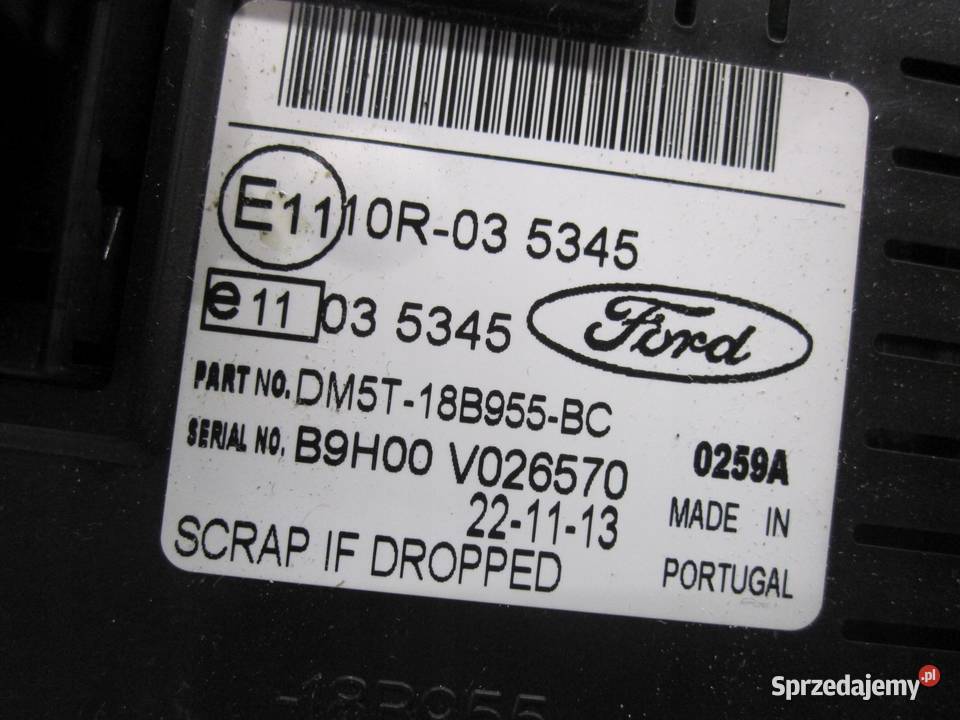 E11 10R-03 5345
e11 03 5345 Ford
PART NO. DM5T-18B955-BC
SERIAL NO. B9H00 V026570 0259A
22-11-13 MADE IN
SCRAP IF DROPPED PORTUGAL
-18B955
Sprzedajemy.pl